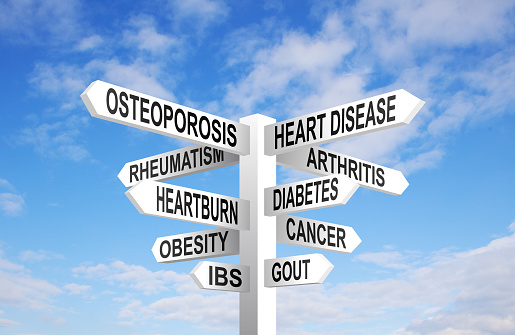 OSTEOPOROSIS
HEART DISEASE
RHEUMATISM
ARTHRITIS
HEARTBURN
DIABETES
OBESITY
CANCER
IBS
GOUT